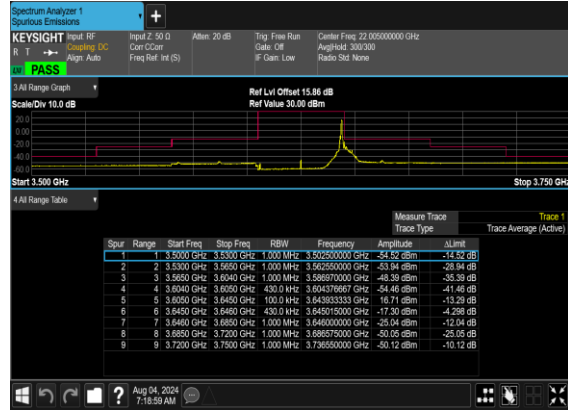 Spectrum Analyzer 1
Spurious Emissions
KEYSIGHT Input: RF Input Z: 50 Ω Atten: 20 dB Trig: Free Run Center Freq: 22.005000000 GHz
R T Coupling: DC Corr CCorr Gate: Off Avg|Hold: 300/300
Align: Auto Freq Ref: Int (S) IF Gain: Low Radio Std: None
LW PASS
3 All Range Graph
Ref Lvl Offset 15.86 dB
Scale/Div 10.0 dB Ref Value 30.00 dBm
20.0
0.00
-20.0
-40.0
-60.0
Start 3.500 GHz Stop 3.750 GHz
4 All Range Table
Measure Trace Trace 1
Trace Type Trace Average (Active)
Spur Range Start Freq Stop Freq RBW Frequency Amplitude ΔLimit
1 1 3.5000 GHz 3.5300 GHz 1.000 MHz 3.502500000 GHz -54.52 dBm -14.52 dB
2 2 3.5300 GHz 3.5650 GHz 1.000 MHz 3.562550000 GHz -53.94 dBm -28.94 dB
3 3 3.5650 GHz 3.6040 GHz 1.000 MHz 3.586970000 GHz -48.39 dBm -35.39 dB
4 4 3.6040 GHz 3.6050 GHz 430.0 kHz 3.604376667 GHz -54.46 dBm -41.46 dB
5 5 3.6050 GHz 3.6450 GHz 100.0 kHz 3.643933333 GHz 16.71 dBm -13.29 dB
6 6 3.6450 GHz 3.6460 GHz 430.0 kHz 3.645015000 GHz -17.30 dBm -4.298 dB
7 7 3.6460 GHz 3.6850 GHz 1.000 MHz 3.646000000 GHz -25.04 dBm -12.04 dB
8 8 3.6850 GHz 3.7200 GHz 1.000 MHz 3.686575000 GHz -50.05 dBm -25.05 dB
9 9 3.7200 GHz 3.7500 GHz 1.000 MHz 3.736550000 GHz -50.12 dBm -10.12 dB
? Aug 04, 2024
7:18:59 AM